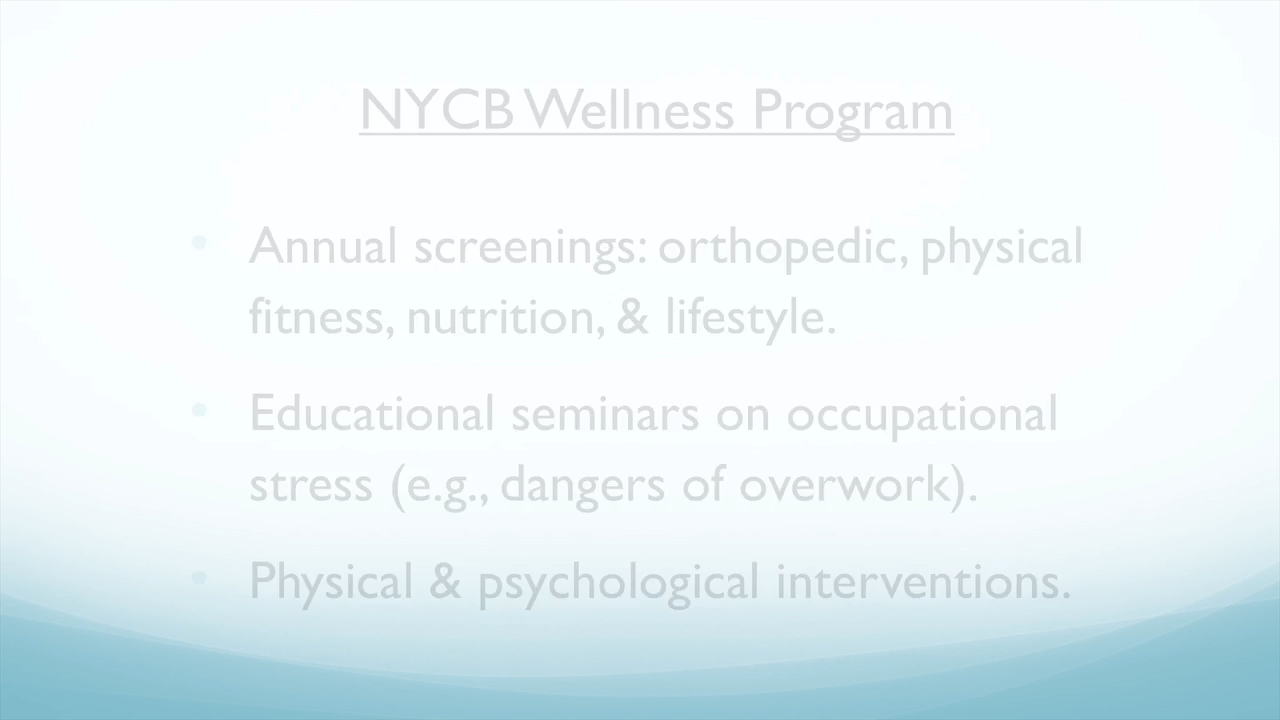 NYCB Wellness Program
• Annual screenings: orthopedic, physical
fitness, nutrition, & lifestyle.
• Educational seminars on occupational
stress (e.g., dangers of overwork).
• Physical & psychological interventions.